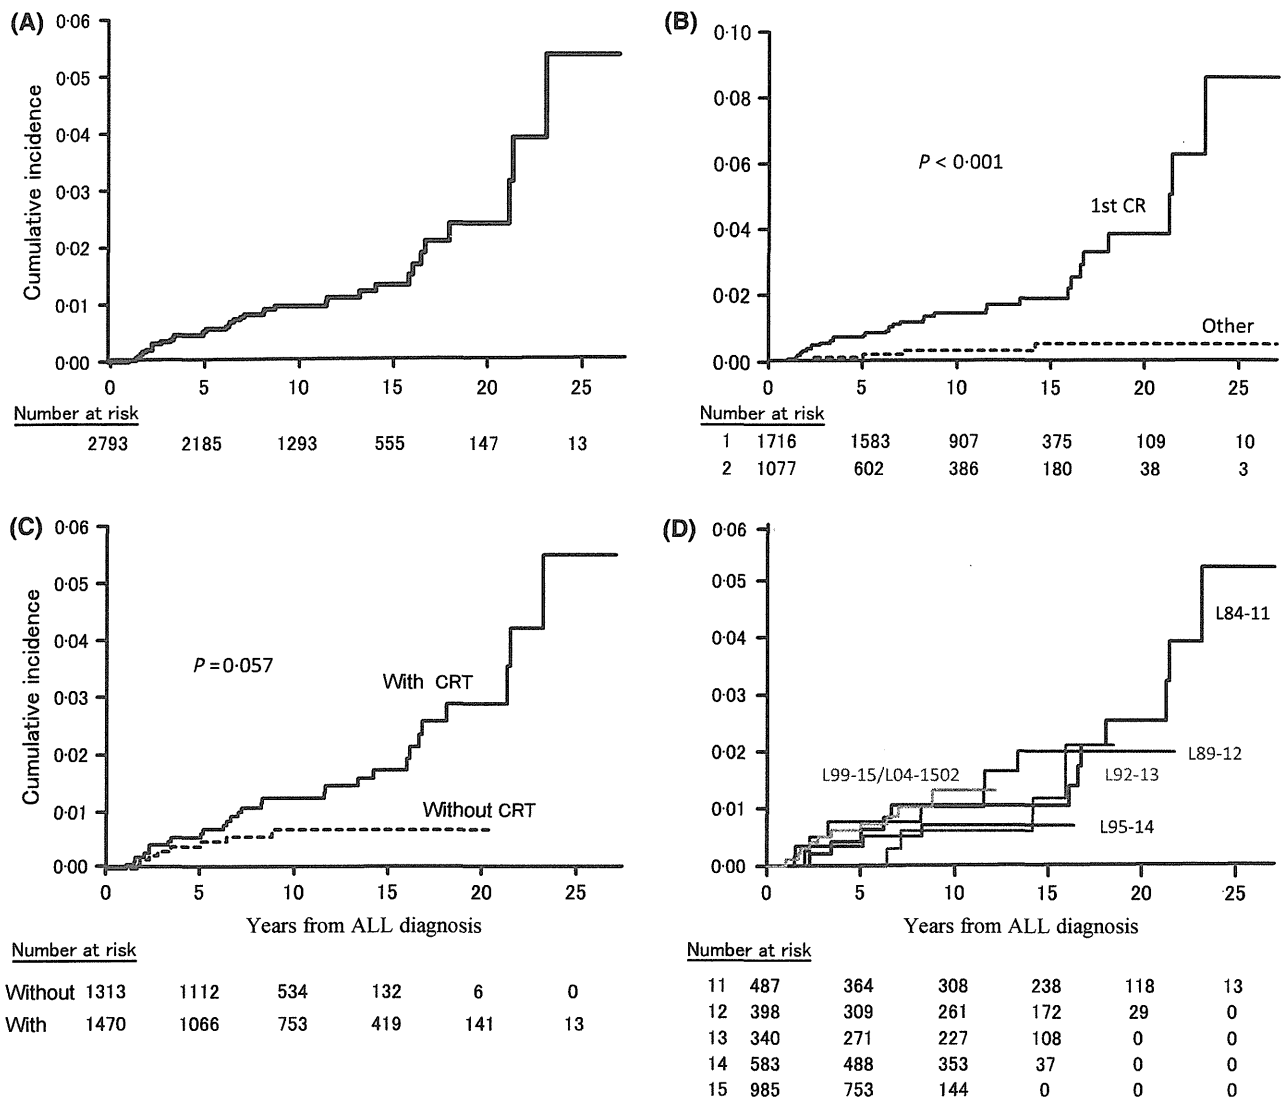 (A)
Cumulative incidence
0·06
0·05
0·04
0·03
0·02
0·01
0·00
0 5 10 15 20 25
Number at risk
2793 2185 1293 555 147 13
(B)
0·10
0·08
0·06
0·04
0·02
0·00
P < 0·001
1st CR
Other
0 5 10 15 20 25
Number at risk
1 1716 1583 907 375 109 10
2 1077 602 386 180 38 3
(C)
Cumulative incidence
0·06
0·05
0·04
0·03
0·02
0·01
0·00
P = 0·057
With CRT
Without CRT
0 5 10 15 20 25
Years from ALL diagnosis
Number at risk
Without 1313 1112 534 132 6 0
With 1470 1066 753 419 141 13
(D)
0·06
0·05
0·04
0·03
0·02
0·01
0·00
L84-11
L89-12
L99-15/L04-1502
L92-13
L95-14
0 5 10 15 20 25
Years from ALL diagnosis
Number at risk
11 487 364 308 238 118 13
12 398 309 261 172 29 0
13 340 271 227 108 0 0
14 583 488 353 37 0 0
15 985 753 144 0 0 0